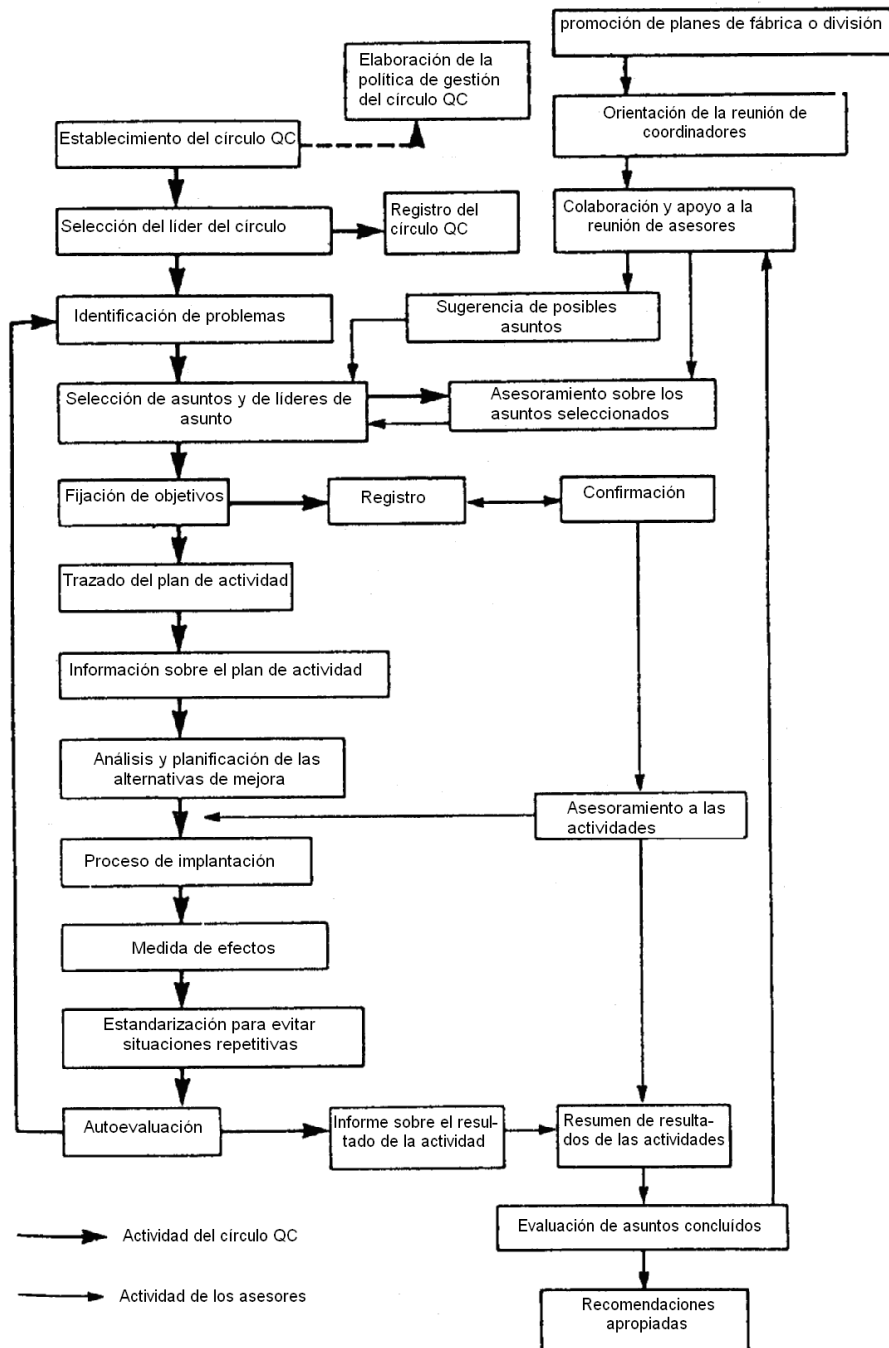 promoción de planes de fábrica o división
Elaboración de la
política de gestión
del círculo QC
Orientación de la reunión de
coordinadores
Establecimiento del círculo QC
Selección del líder del círculo
Registro del
círculo QC
Colaboración y apoyo a la
reunión de asesores
Identificación de problemas
Sugerencia de posibles
asuntos
Selección de asuntos y de líderes de
asunto
Asesoramiento sobre los
asuntos seleccionados
Fijación de objetivos
Registro
Confirmación
Trazado del plan de actividad
Información sobre el plan de actividad
Análisis y planificación de las
alternativas de mejora
Asesoramiento a las
actividades
Proceso de implantación
Medida de efectos
Estandarización para evitar
situaciones repetitivas
Autoevaluación
Informe sobre el resul-
tado de la actividad
Resumen de resulta-
dos de las actividades
Evaluación de asuntos concluídos
Actividad del círculo QC
Actividad de los asesores
Recomendaciones
apropiadas